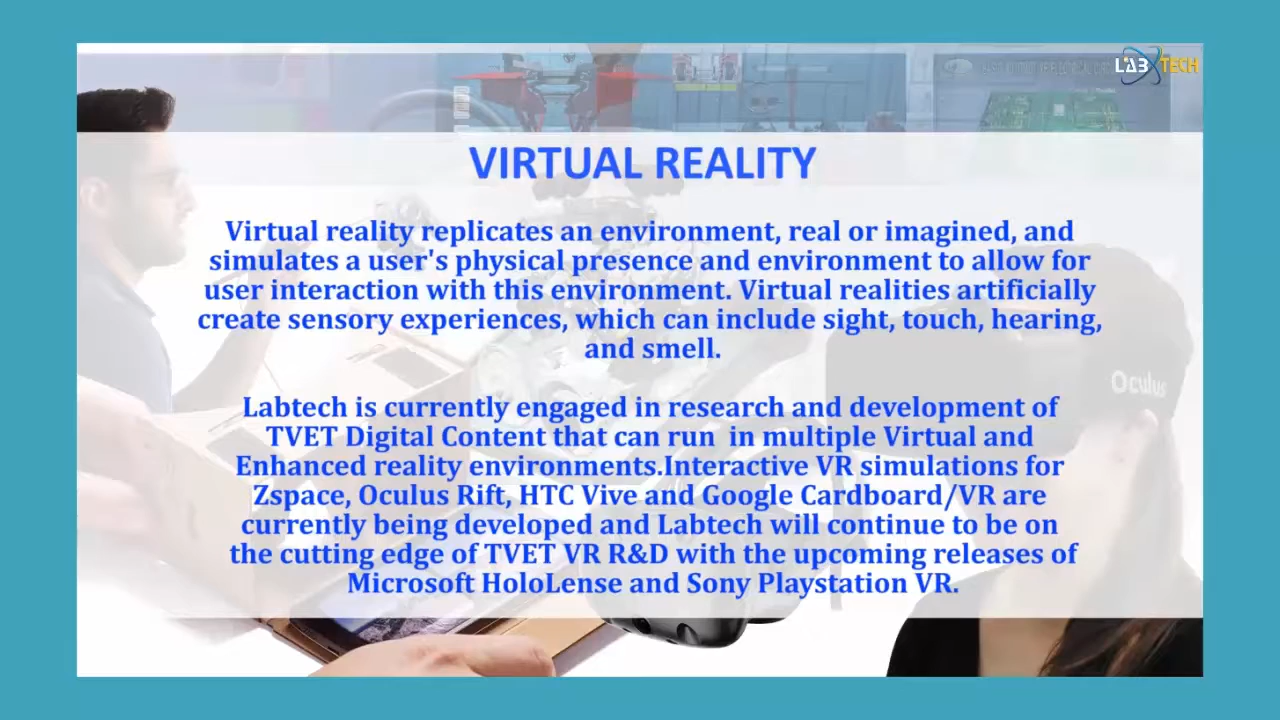 LABTECH
VIRTUAL REALITY
Virtual reality replicates an environment, real or imagined, and
simulates a user's physical presence and environment to allow for
user interaction with this environment. Virtual realities artificially
create sensory experiences, which can include sight, touch, hearing,
and smell.
Labtech is currently engaged in research and development of
TVET Digital Content that can run  in multiple Virtual and
Enhanced reality environments.Interactive VR simulations for
Zspace, Oculus Rift, HTC Vive and Google Cardboard/VR are
currently being developed and Labtech will continue to be on
the cutting edge of TVET VR R&D with the upcoming releases of
Microsoft HoloLense and Sony Playstation VR.
Oculus